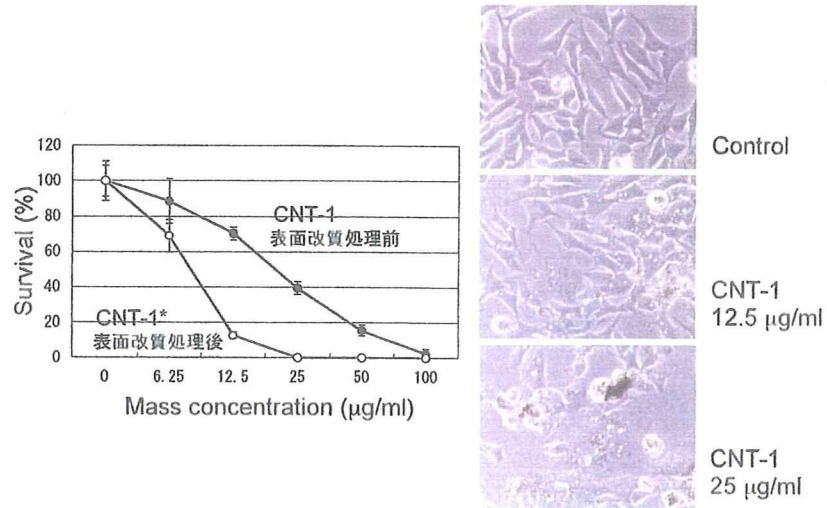 120
100
80
60
40
20
0
Survival (%)
CNT-1
表面改質処理前
CNT-1*
表面改質処理後
0 6.25 12.5 25 50 100
Mass concentration (μg/ml)
Control
CNT-1
12.5 μg/ml
CNT-1
25 μg/ml